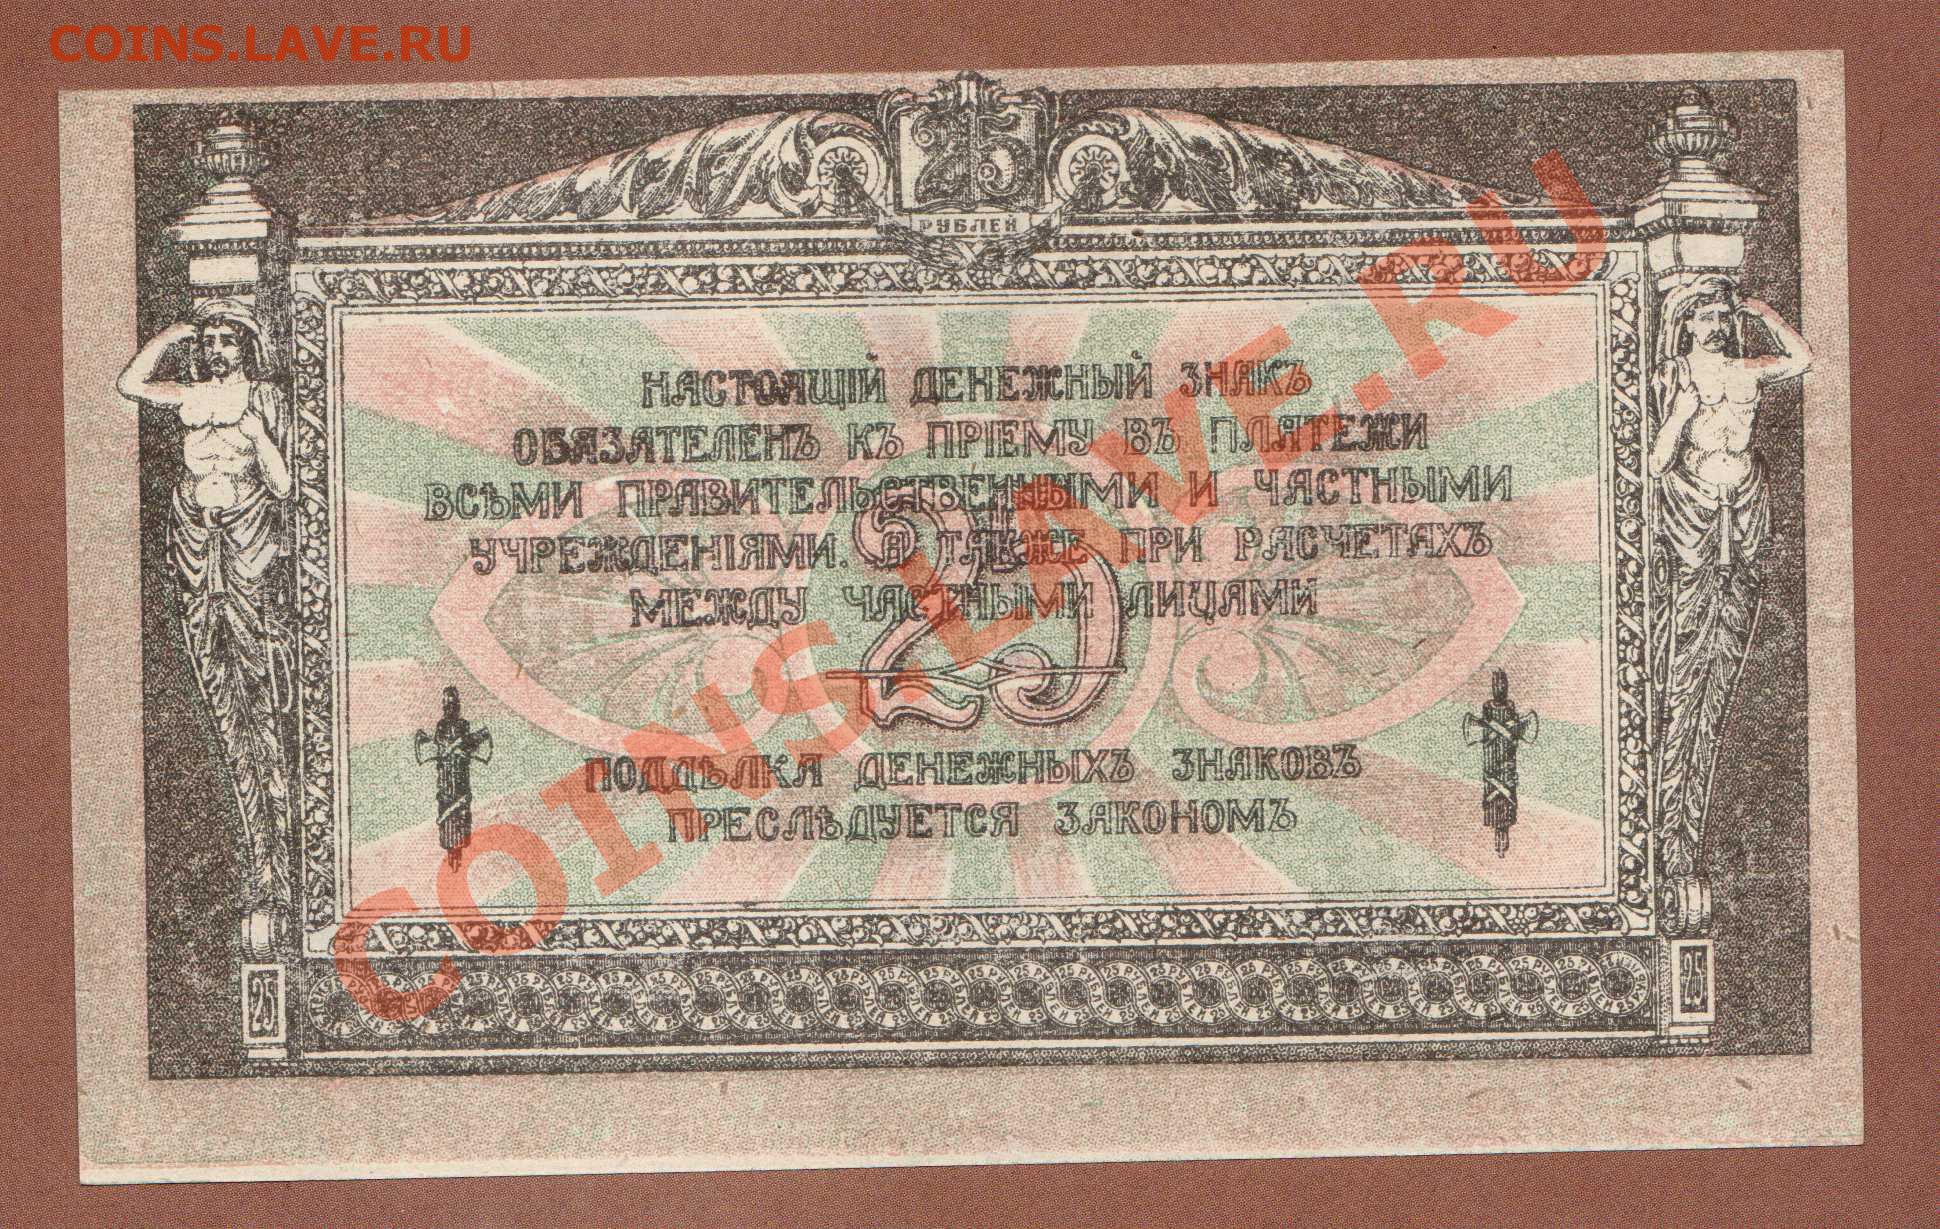 COINS.LAVE.RU
25
РУБЛЕЙ
НАСТОЯЩІЙ ДЕНЕЖНЫЙ ЗНАКЪ
ОБЯЗАТЕЛЕНЪ КЪ ПРІЕМУ ВЪ ПЛАТЕЖИ
ВСѢМИ ПРАВИТЕЛЬСТВЕННЫМИ И ЧАСТНЫМИ
УЧРЕЖДЕНІЯМИ. А ТАКЖЕ ПРИ РАСЧЕТАХЪ
МЕЖДУ ЧАСТНЫМИ ЛИЦАМИ
25
ПОДДѢЛКА ДЕНЕЖНЫХЪ ЗНАКОВЪ
ПРЕСЛѢДУЕТСЯ ЗАКОНОМЪ
COINS.LAVE.RU
25
25